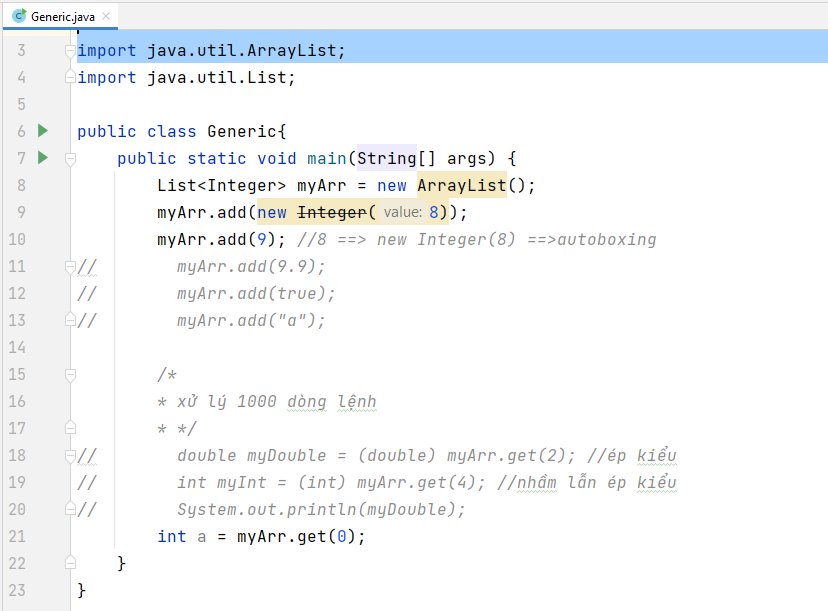 Generic.java
3 import java.util.ArrayList;
4 import java.util.List;
5
6 public class Generic{
7 public static void main(String[] args) {
8 List<Integer> myArr = new ArrayList();
9 myArr.add(new Integer( value: 8));
10 myArr.add(9); //8 ==> new Integer(8) ==>autoboxing
11 // myArr.add(9.9);
12 // myArr.add(true);
13 // myArr.add("a");
14
15 /*
16 * xử lý 1000 dòng lệnh
17 * */
18 // double myDouble = (double) myArr.get(2); //ép kiểu
19 // int myInt = (int) myArr.get(4); //nhầm lẫn ép kiểu
20 // System.out.println(myDouble);
21 int a = myArr.get(0);
22 }
23 }